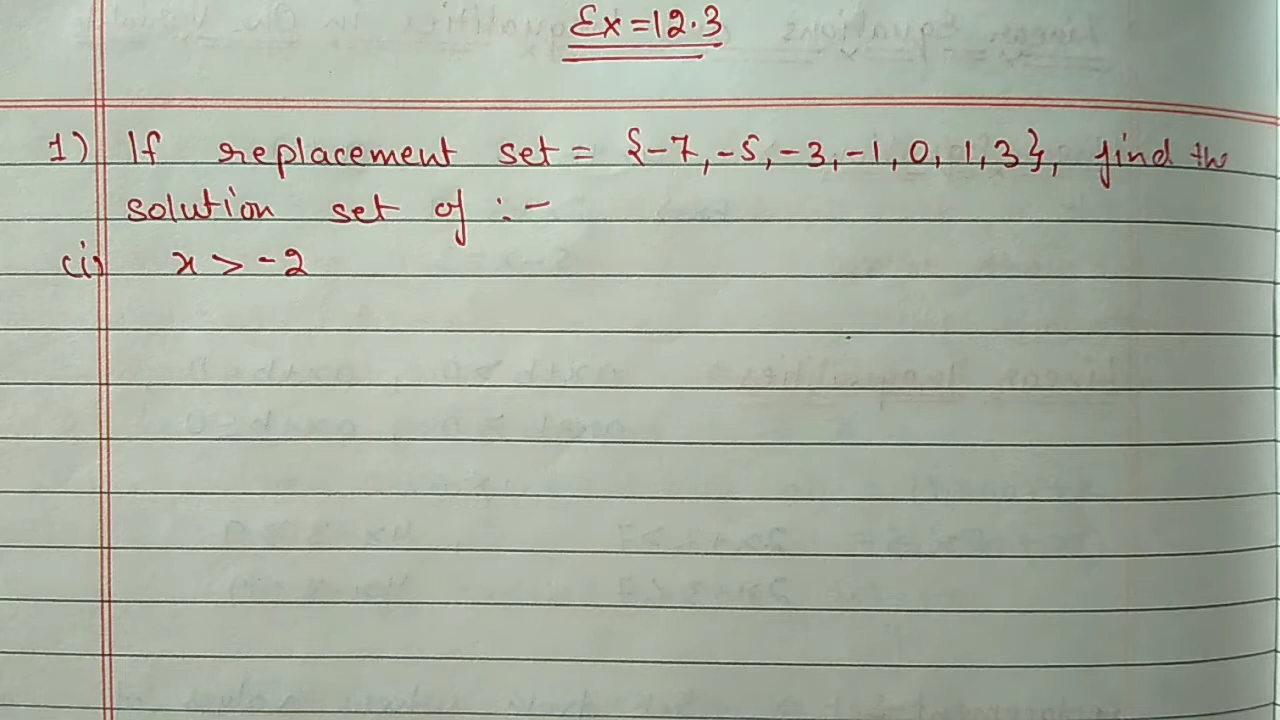 Ex = 12.3
1) If replacement set = {-7, -5, -3, -1, 0, 1, 3}, find the
solution set of :-
(i) x > -2